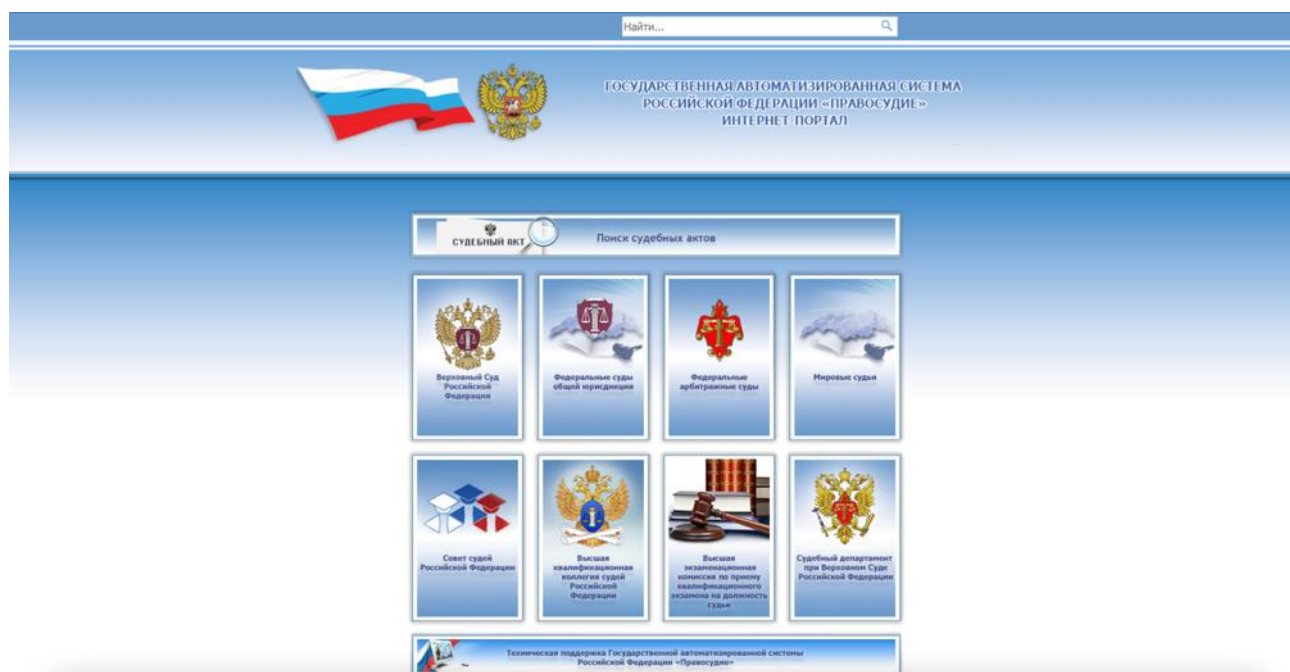 Найти...
ГОСУДАРСТВЕННАЯ АВТОМАТИЗИРОВАННАЯ СИСТЕМА
РОССИЙСКОЙ ФЕДЕРАЦИИ «ПРАВОСУДИЕ»
ИНТЕРНЕТ-ПОРТАЛ
СУДЕБНЫЙ АКТ
Поиск судебных актов
Верховный Суд
Российской
Федерации
Федеральные суды
общей юрисдикции
Федеральные
арбитражные суды
Мировые судьи
Совет судей
Российской Федерации
Высшая
квалификационная
коллегия судей
Российской
Федерации
Высшая
экзаменационная
комиссия по приему
квалификационного
экзамена на должность
судьи
Судебный департамент
при Верховном Суде
Российской Федерации
Техническая поддержка Государственной автоматизированной системы
Российской Федерации «Правосудие»